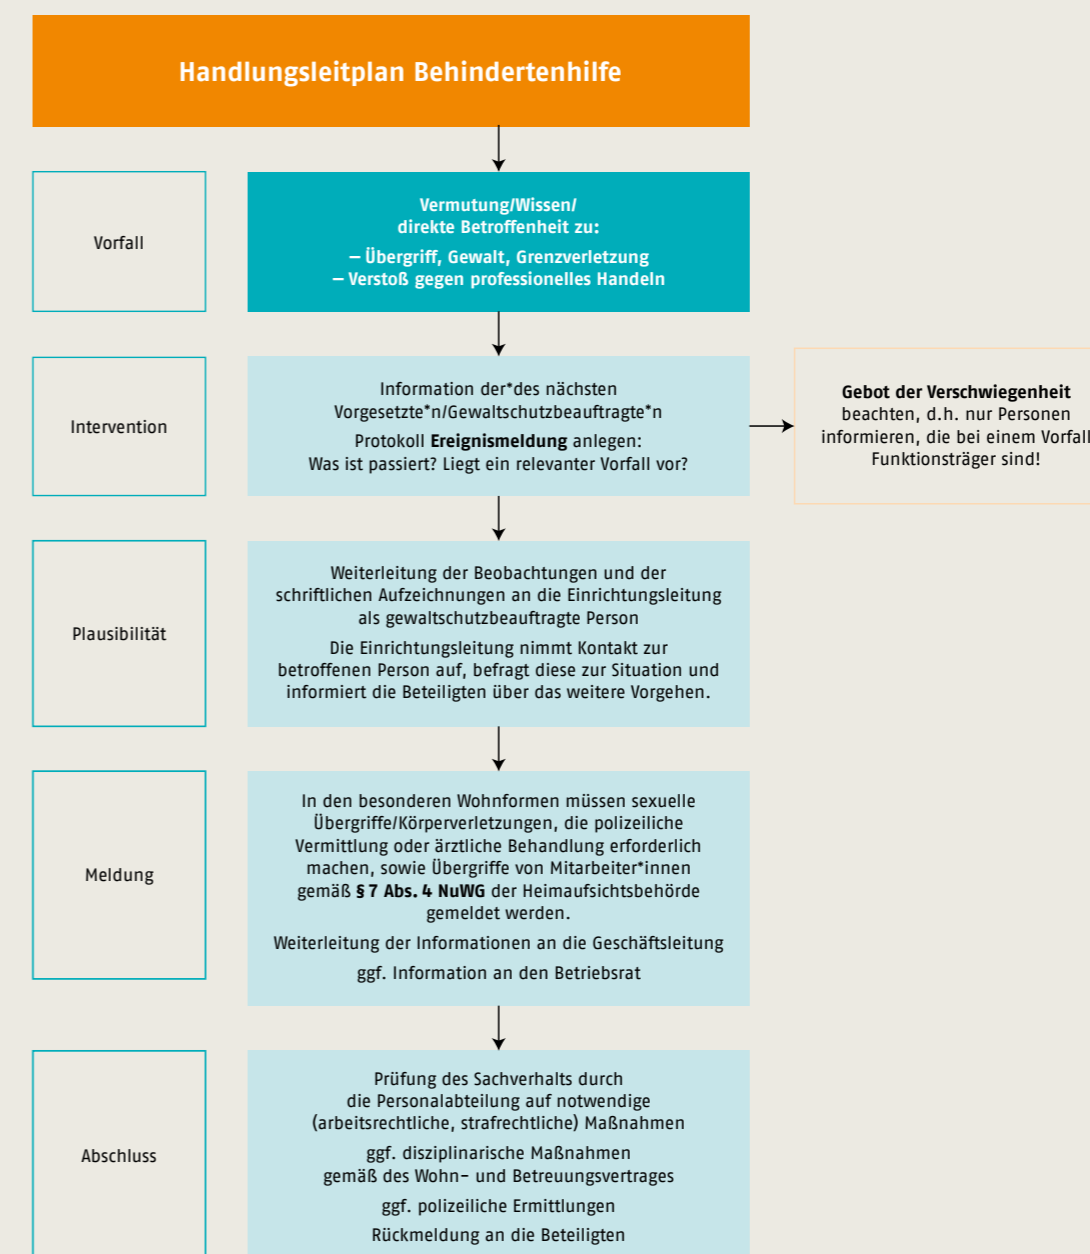 Handlungsleitplan Behindertenhilfe
Vorfall
Vermutung/Wissen/
direkte Betroffenheit zu:
– Übergriff, Gewalt, Grenzverletzung
– Verstoß gegen professionelles Handeln
Intervention
Information der*des nächsten
Vorgesetzte*n/Gewaltschutzbeauftragte*n
Protokoll Ereignismeldung anlegen:
Was ist passiert? Liegt ein relevanter Vorfall vor?
Gebot der Verschwiegenheit
beachten, d.h. nur Personen
informieren, die bei einem Vorfall
Funktionsträger sind!
Plausibilität
Weiterleitung der Beobachtungen und der
schriftlichen Aufzeichnungen an die Einrichtungsleitung
als gewaltschutzbeauftragte Person
Die Einrichtungsleitung nimmt Kontakt zur
betroffenen Person auf, befragt diese zur Situation und
informiert die Beteiligten über das weitere Vorgehen.
Meldung
In den besonderen Wohnformen müssen sexuelle
Übergriffe/Körperverletzungen, die polizeiliche
Vermittlung oder ärztliche Behandlung erforderlich
machen, sowie Übergriffe von Mitarbeiter*innen
gemäß § 7 Abs. 4 NuWG der Heimaufsichtsbehörde
gemeldet werden.
Weiterleitung der Informationen an die Geschäftsleitung
ggf. Information an den Betriebsrat
Abschluss
Prüfung des Sachverhalts durch
die Personalabteilung auf notwendige
(arbeitsrechtliche, strafrechtliche) Maßnahmen
ggf. disziplinarische Maßnahmen
gemäß des Wohn- und Betreuungsvertrages
ggf. polizeiliche Ermittlungen
Rückmeldung an die Beteiligten